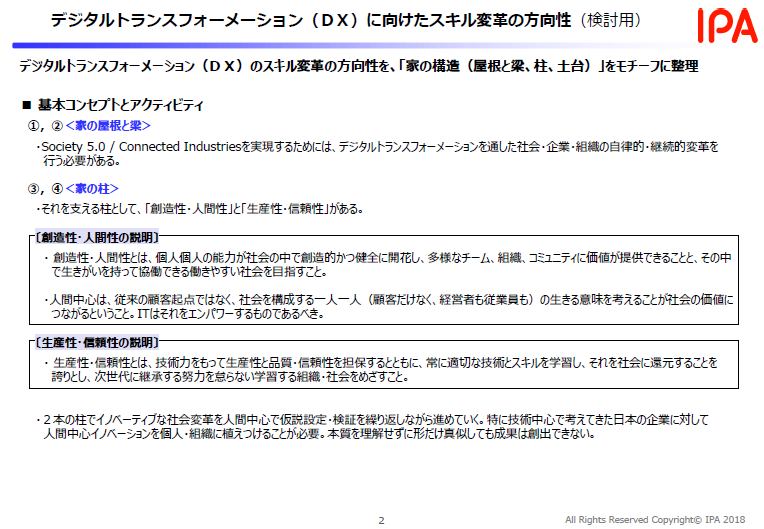 デジタルトランスフォーメーション（ＤＸ）に向けたスキル変革の方向性（検討用）
IPA
デジタルトランスフォーメーション（ＤＸ）のスキル変革の方向性を、「家の構造（屋根と梁、柱、土台）」をモチーフに整理
■ 基本コンセプトとアクティビティ
①，②＜家の屋根と梁＞
・Society 5.0 / Connected Industriesを実現するためには、デジタルトランスフォーメーションを通した社会・企業・組織の自律的・継続的変革を
行う必要がある。
③，④＜家の柱＞
・それを支える柱として、「創造性・人間性」と「生産性・信頼性」がある。
〔創造性・人間性の説明〕
・ 創造性・人間性とは、個人個人の能力が社会の中で創造的かつ健全に開花し、多様なチーム、組織、コミュニティに価値が提供できることと、その中
で生きがいを持って協働できる働きやすい社会を目指すこと。
・人間中心は、従来の顧客起点ではなく、社会を構成する一人一人（顧客だけなく、経営者も従業員も）の生きる意味を考えることが社会の価値に
つながるということ。ITはそれをエンパワーするものであるべき。
〔生産性・信頼性の説明〕
・ 生産性・信頼性とは、技術力をもって生産性と品質・信頼性を担保するとともに、常に適切な技術とスキルを学習し、それを社会に還元することを
誇りとし、次世代に継承する努力を怠らない学習する組織・社会をめざすこと。
・２本の柱でイノベーティブな社会変革を人間中心で仮説設定・検証を繰り返しながら進めていく。特に技術中心で考えてきた日本の企業に対して
人間中心イノベーションを個人・組織に植えつけることが必要。本質を理解せずに形だけ真似しても成果は創出できない。
2
All Rights Reserved Copyright© IPA 2018